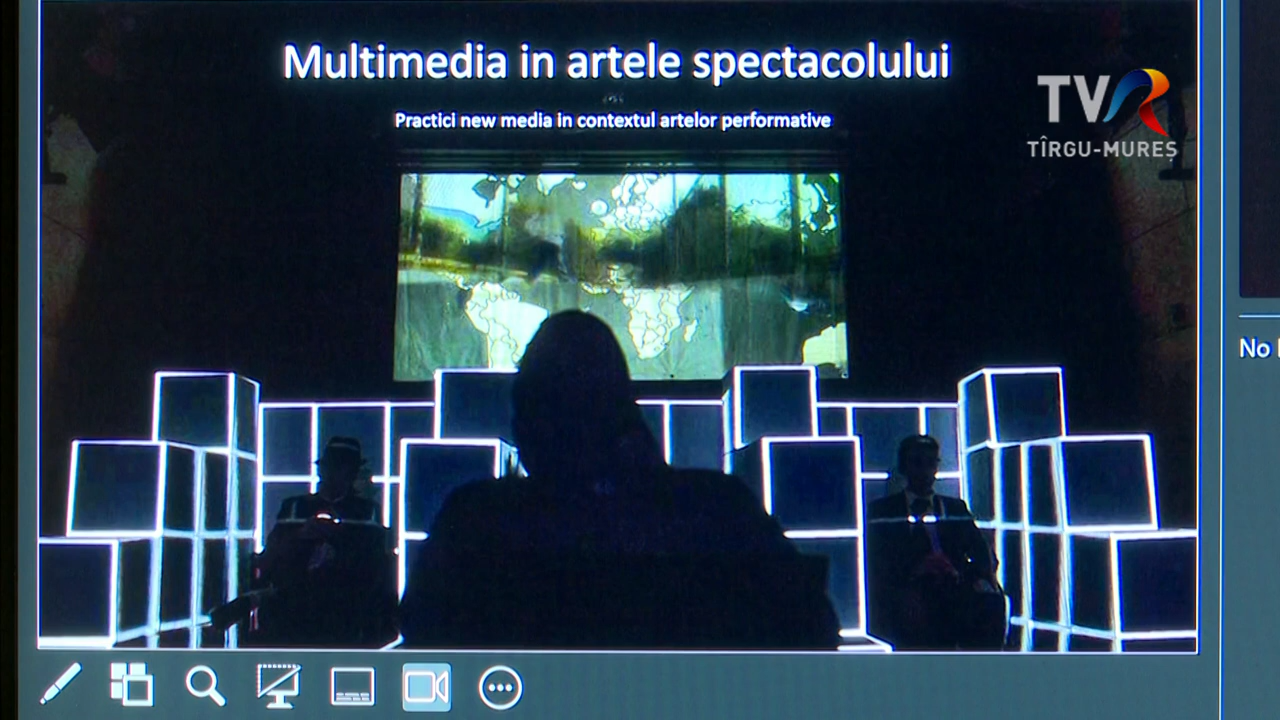 Multimedia in artele spectacolului
Practici new media in contextul artelor performative
TVR
TÎRGU-MUREȘ
No